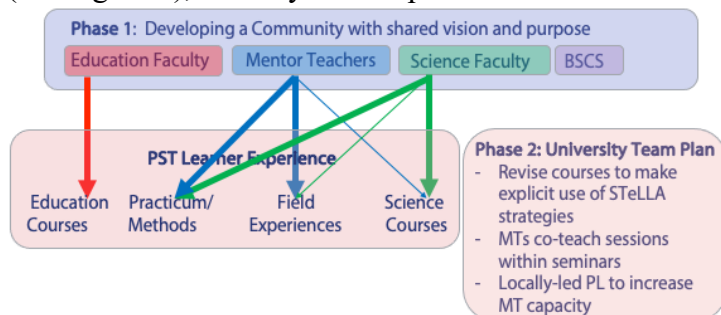 Phase 1: Developing a Community with shared vision and purpose
Education Faculty Mentor Teachers Science Faculty BSCS
PST Learner Experience
Education Courses
Practicum/ Methods
Field Experiences
Science Courses
Phase 2: University Team Plan
- Revise courses to make
explicit use of STeLLA
strategies
- MTs co-teach sessions
within seminars
- Locally-led PL to increase
MT capacity